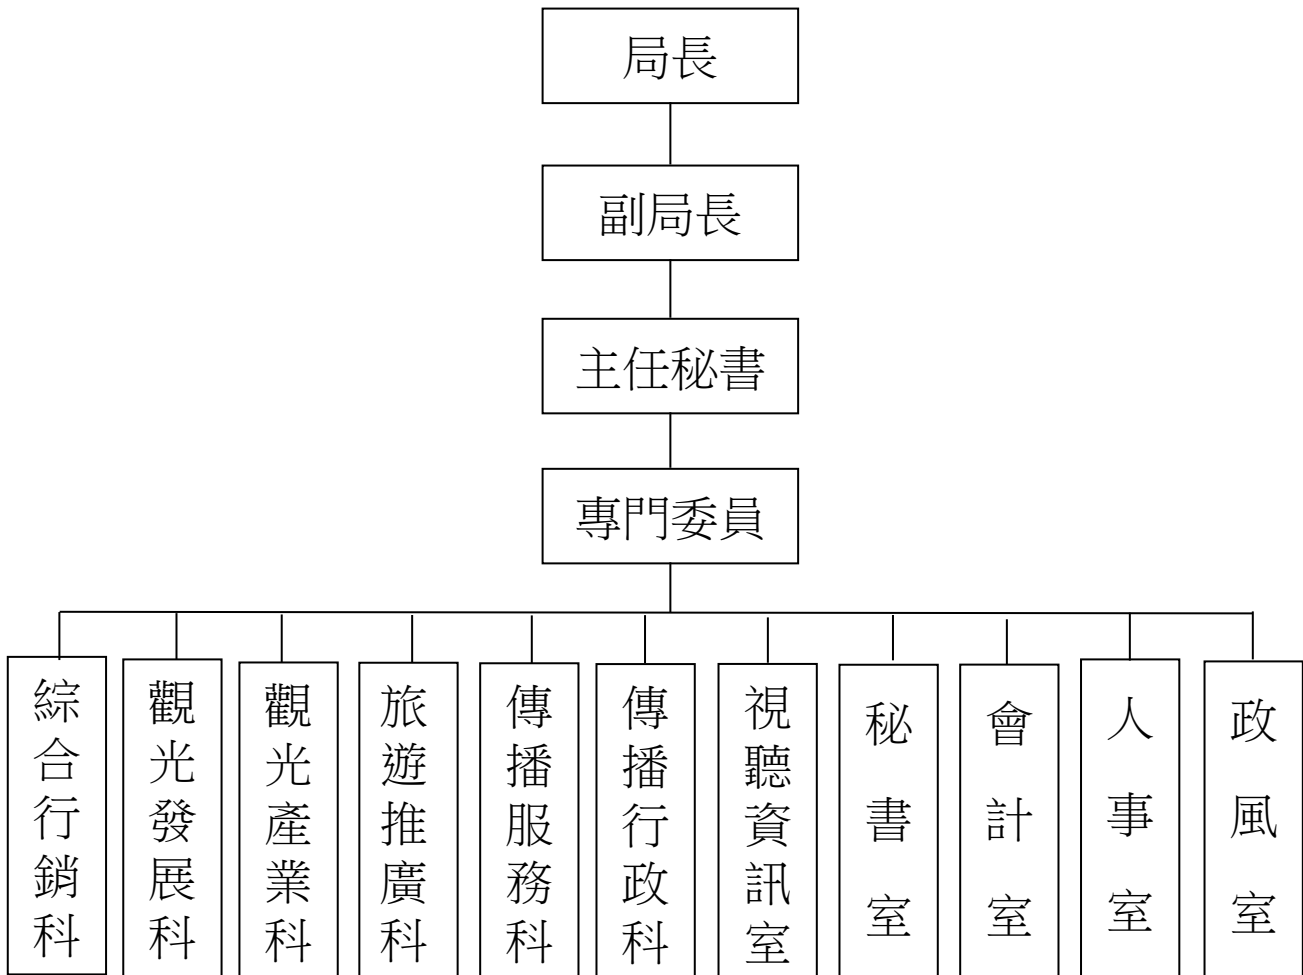 局長
副局長
主任秘書
專門委員
綜合行銷科
觀光發展科
觀光產業科
旅遊推廣科
傳播服務科
傳播行政科
視聽資訊室
秘書室
會計室
人事室
政風室